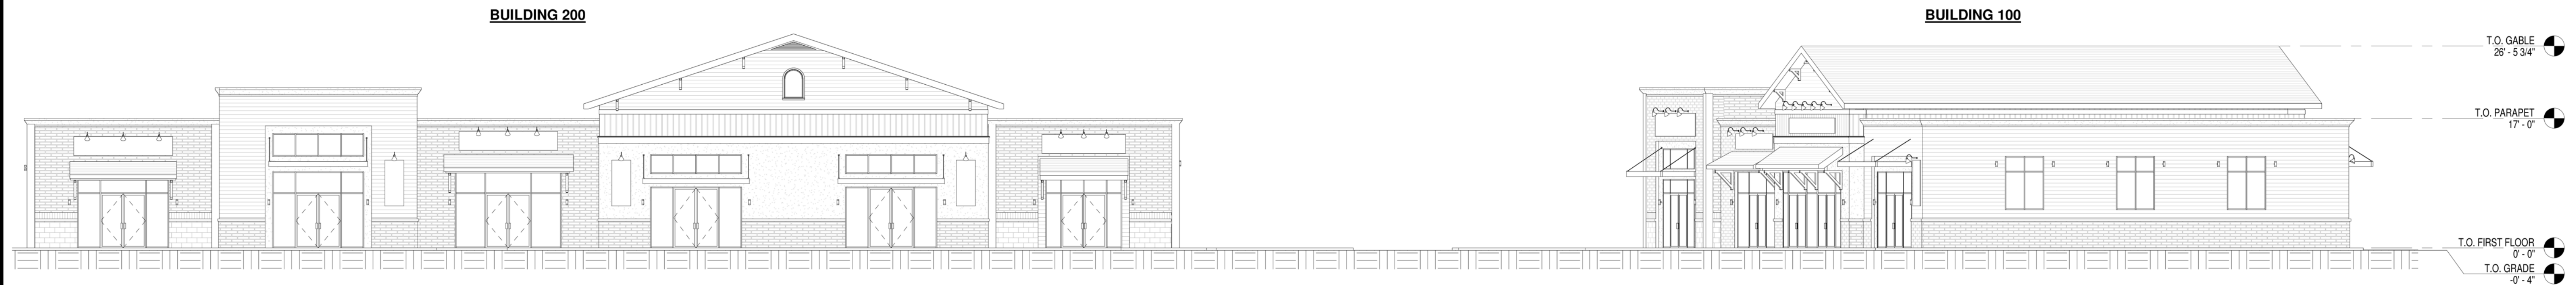 BUILDING 200
BUILDING 100
T.O. GABLE
26' - 5 3/4"
T.O. PARAPET
17' - 0"
T.O. FIRST FLOOR
0' - 0"
T.O. GRADE
-0' - 4"